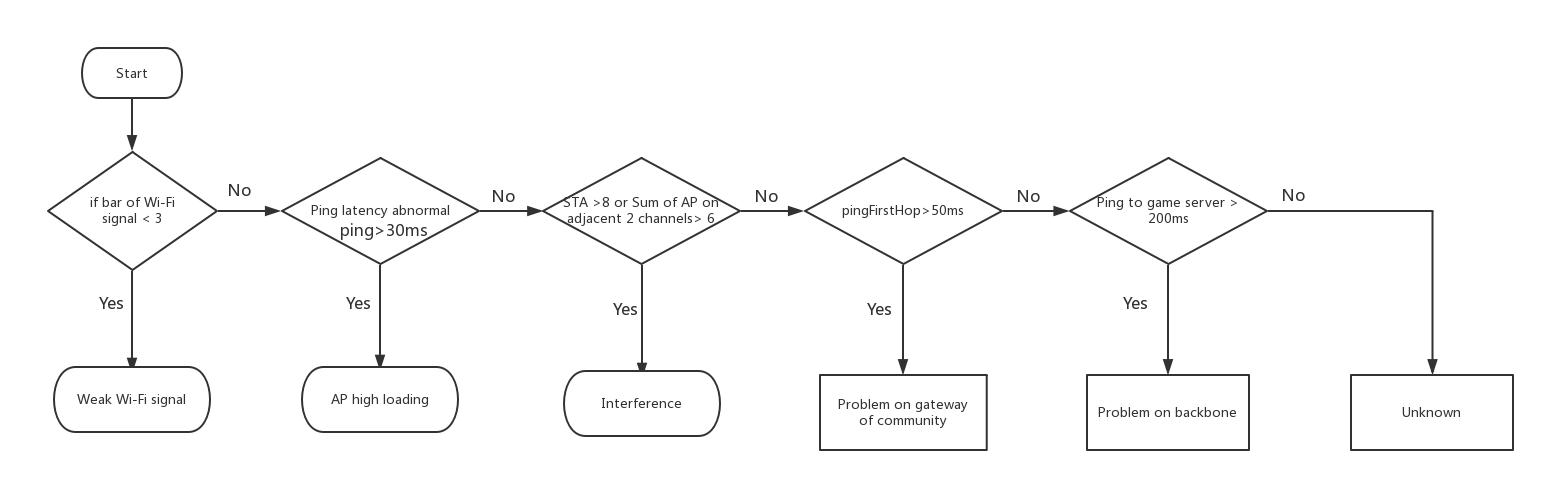 Start
if bar of Wi-Fi
signal < 3
No
Ping latency abnormal
ping>30ms
No
STA >8 or Sum of AP on
adjacent 2 channels> 6
No
pingFirstHop>50ms
No
Ping to game server >
200ms
No
Yes
Yes
Yes
Yes
Yes
Weak Wi-Fi signal
AP high loading
Interference
Problem on gateway
of community
Problem on backbone
Unknown